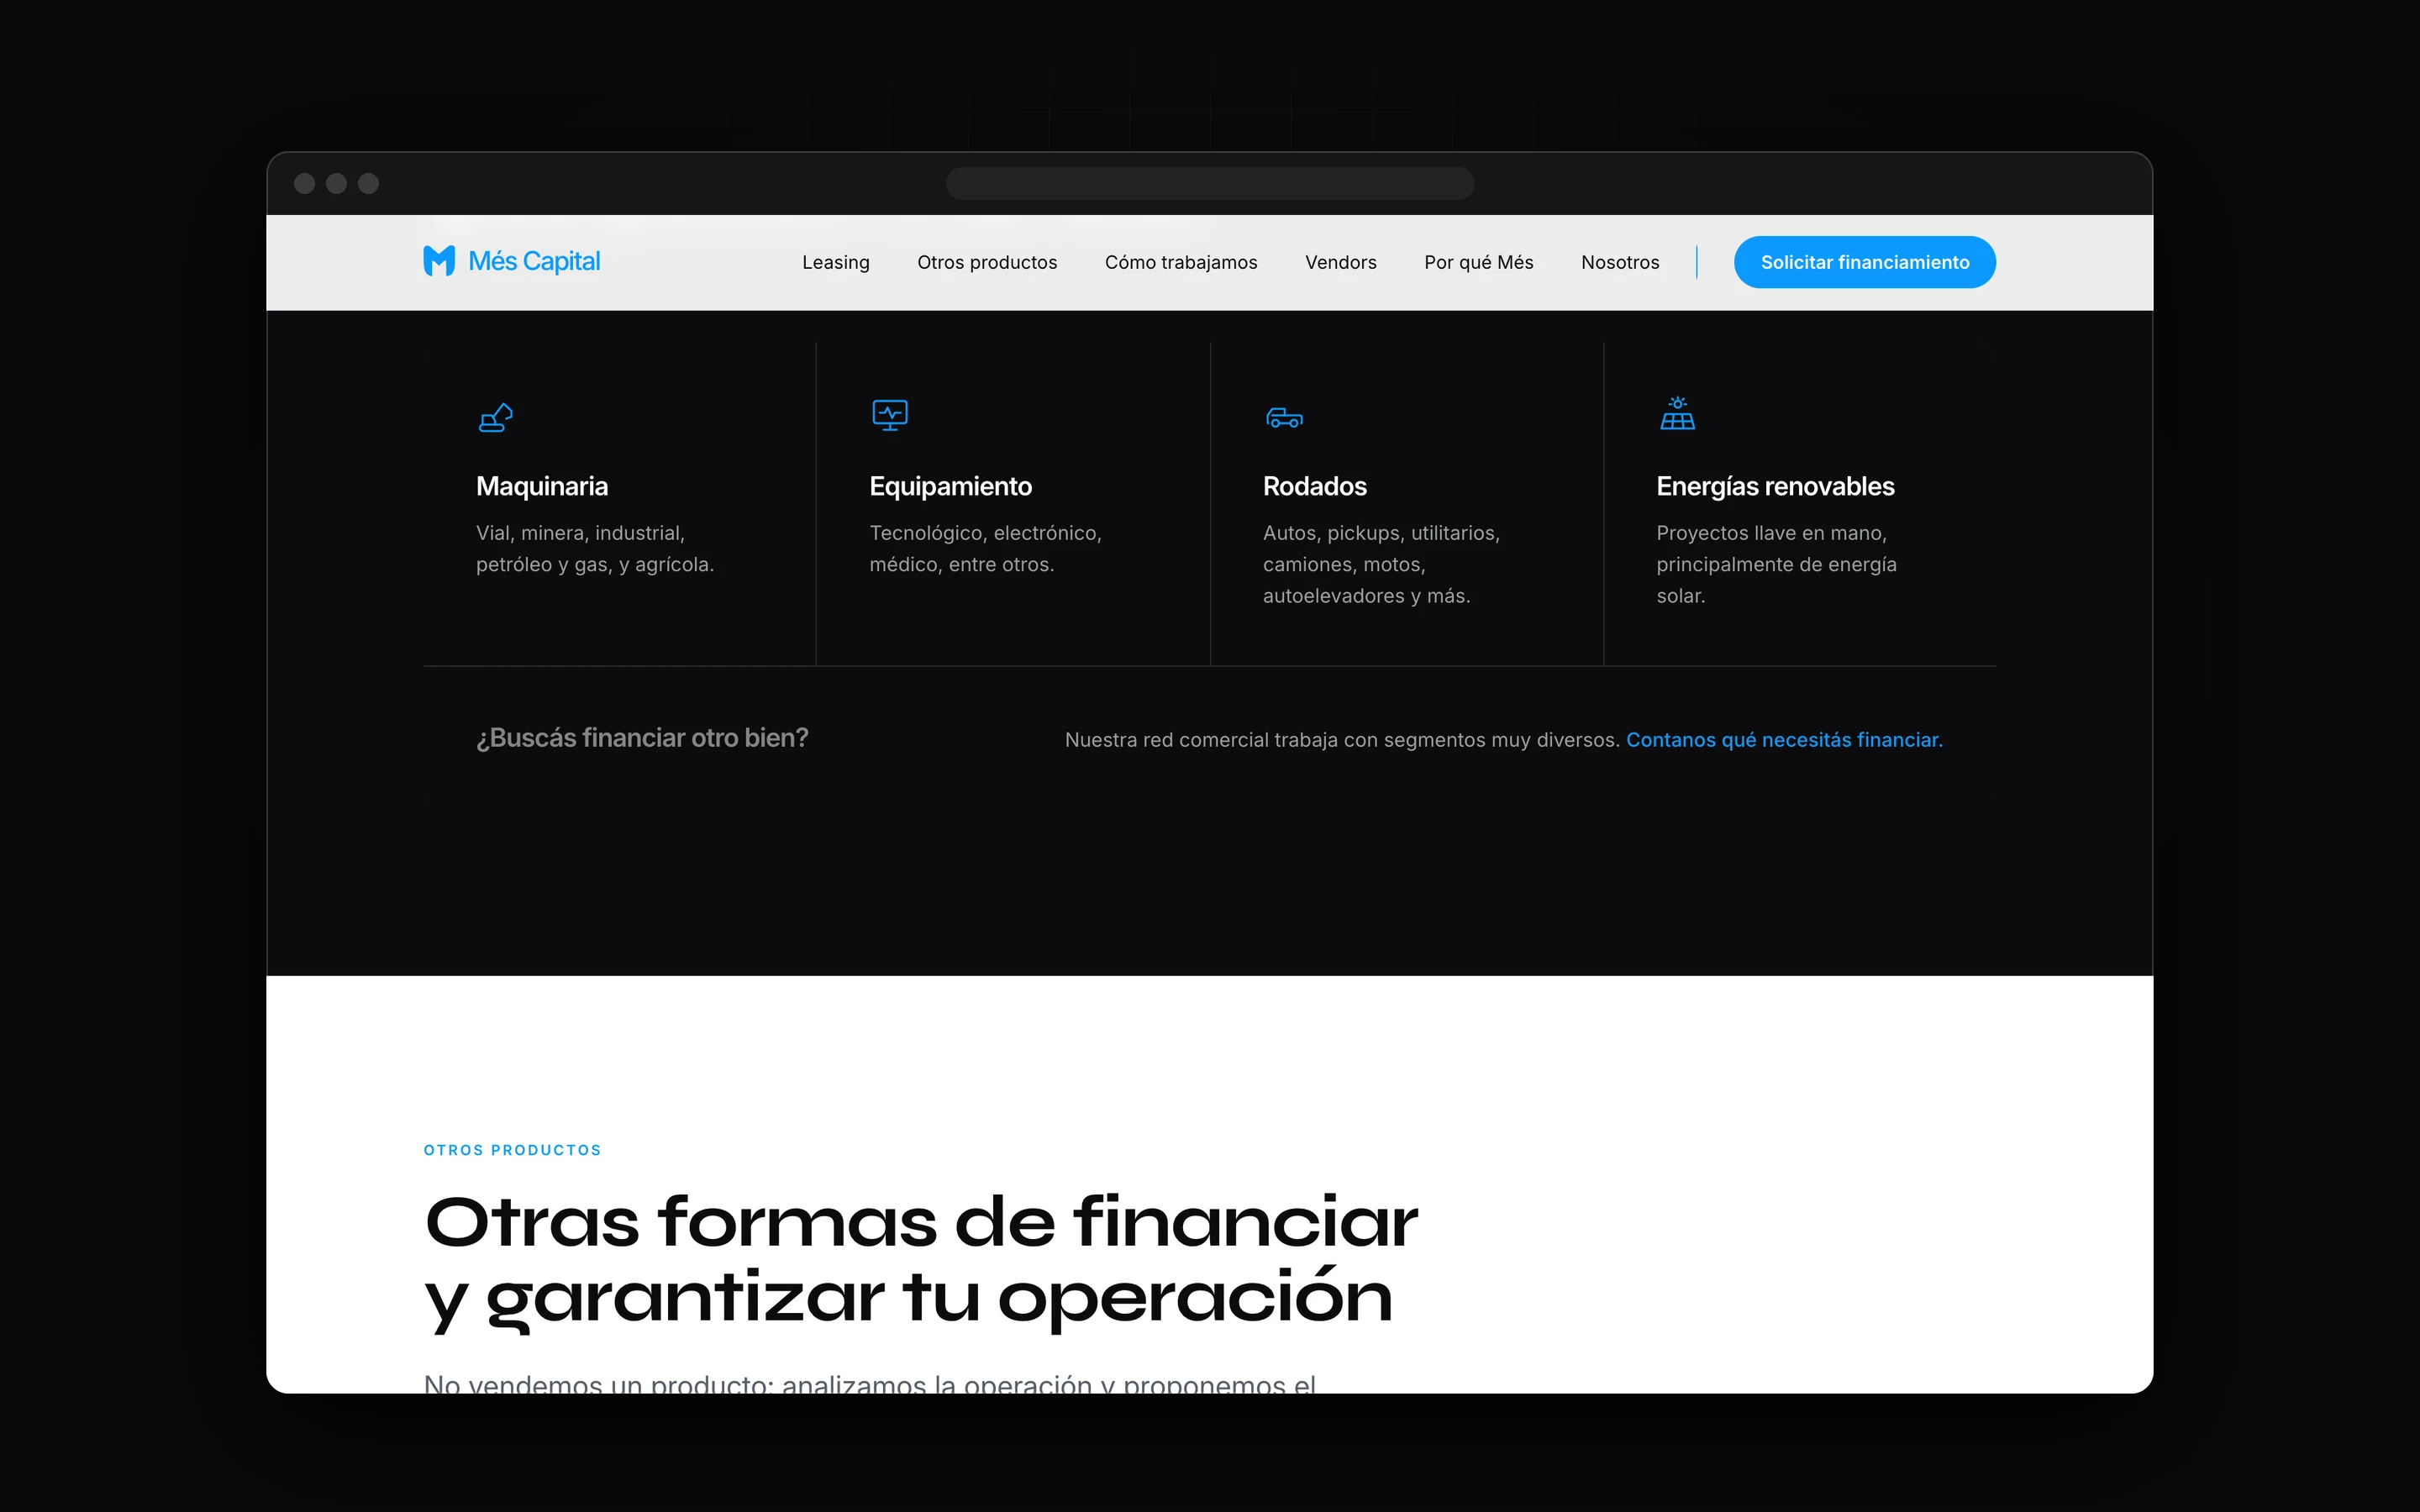 Més Capital
Leasing
Otros productos
Cómo trabajamos
Vendors
Por qué Més
Nosotros
Solicitar financiamiento
Maquinaria
Vial, minera, industrial,
petróleo y gas, y agrícola.
Equipamiento
Tecnológico, electrónico,
médico, entre otros.
Rodados
Autos, pickups, utilitarios,
camiones, motos,
autoelevadores y más.
Energías renovables
Proyectos llave en mano,
principalmente de energía
solar.
¿Buscás financiar otro bien?
Nuestra red comercial trabaja con segmentos muy diversos. Contanos qué necesitás financiar.
OTROS PRODUCTOS
Otras formas de financiar
y garantizar tu operación
No vendemos un producto: analizamos la operación y proponemos el